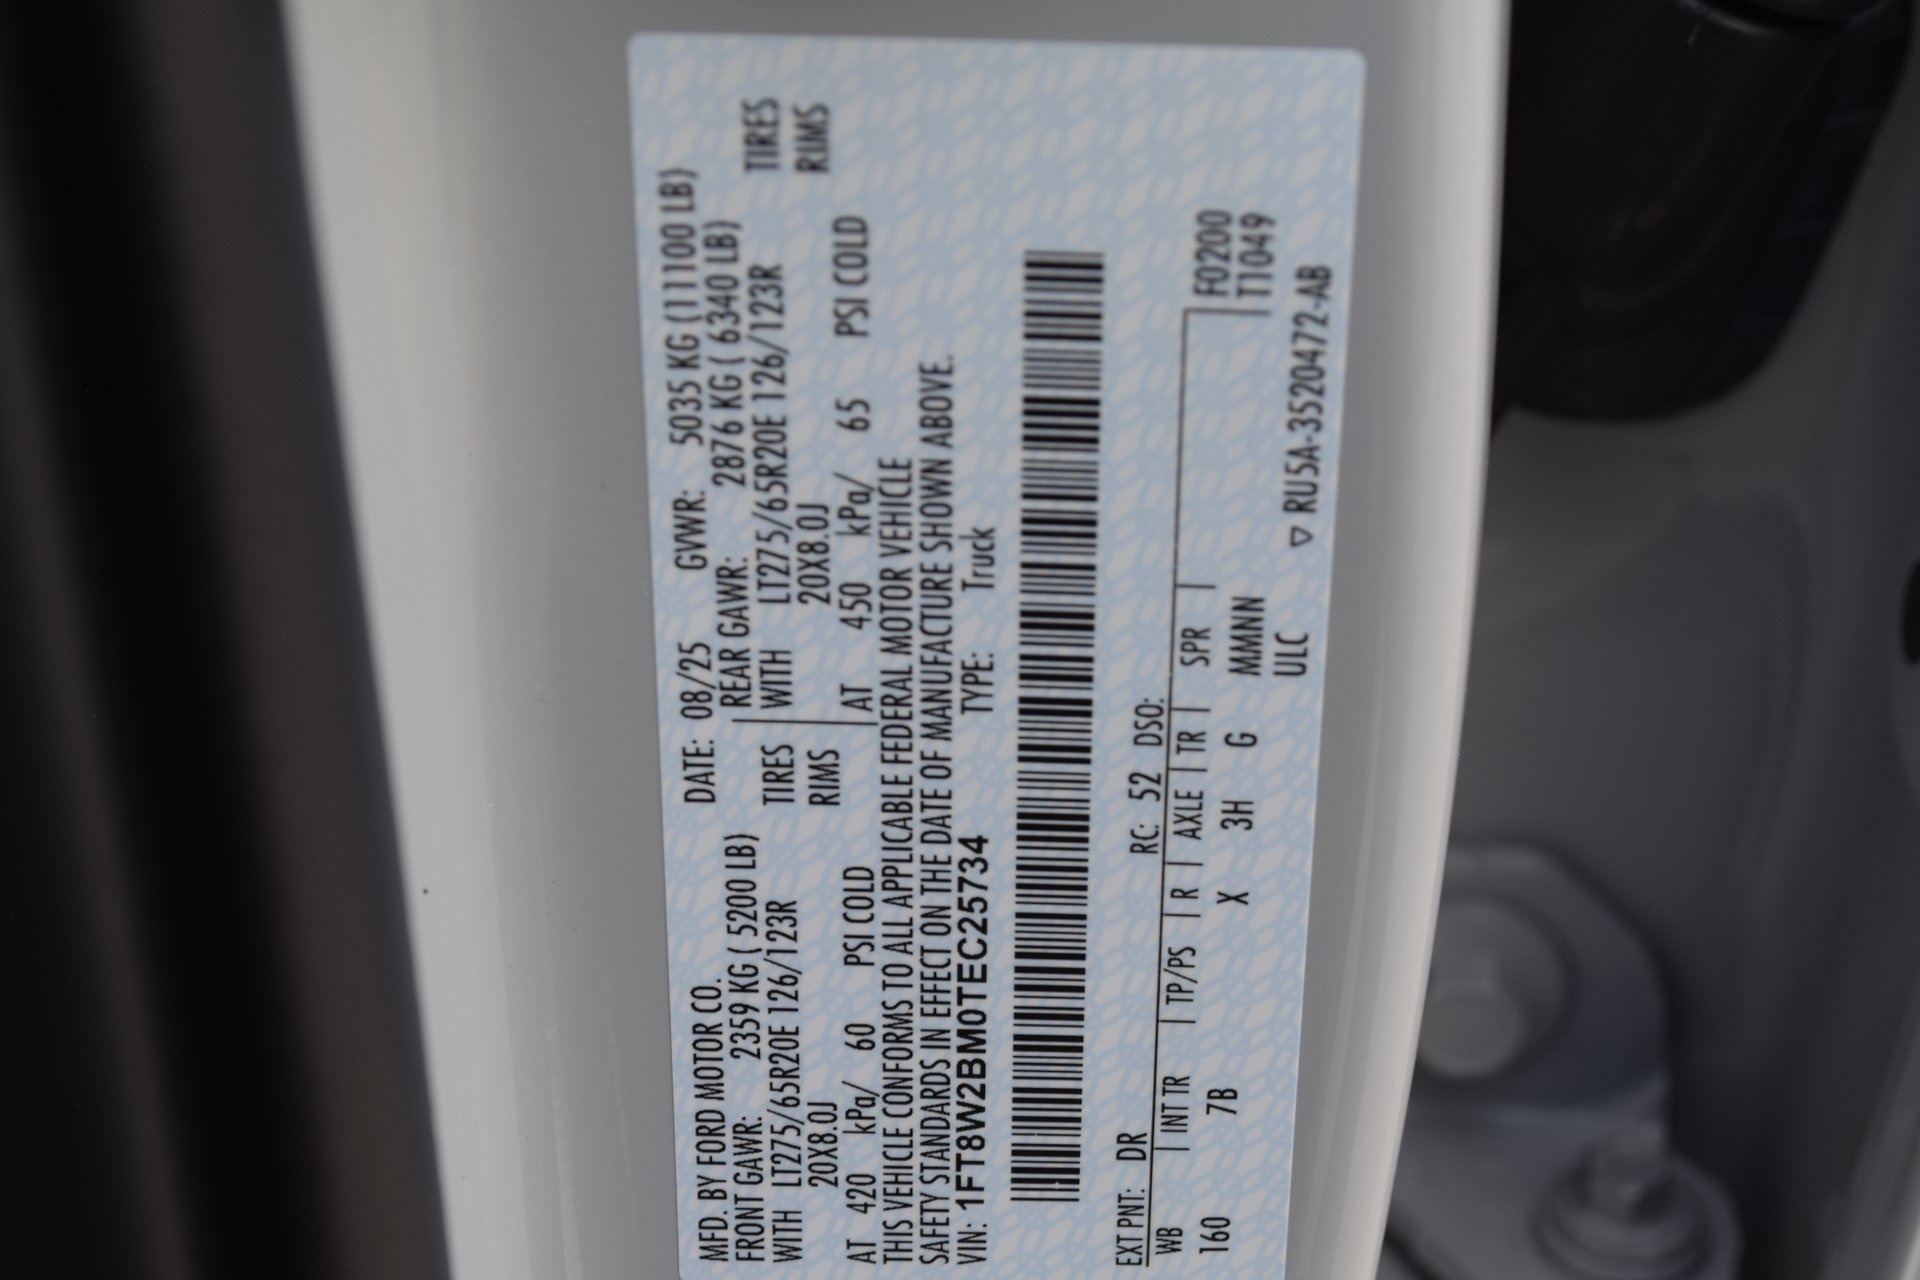 MFD. BY FORD MOTOR CO. DATE: 08/25 GVWR: 5035 KG (11100 LB)
FRONT GAWR: 2359 KG ( 5200 LB) REAR GAWR: 2876 KG ( 6340 LB)
WITH LT275/65R20E 126/123R TIRES WITH LT275/65R20E 126/123R TIRES
20X8.0J RIMS 20X8.0J RIMS
AT 420 kPa/ 60 PSI COLD AT 450 kPa/ 65 PSI COLD
THIS VEHICLE CONFORMS TO ALL APPLICABLE FEDERAL MOTOR VEHICLE
SAFETY STANDARDS IN EFFECT ON THE DATE OF MANUFACTURE SHOWN ABOVE.
VIN: 1FT8W2BM0TEC25734 TYPE: Truck
EXT PNT: DR RC: 52 DSO:
WB INT TR TP/PS R AXLE TR SPR F0200
160 7B X 3H G MMNN T1049
ULC ▽ RU5A-3520472-AB